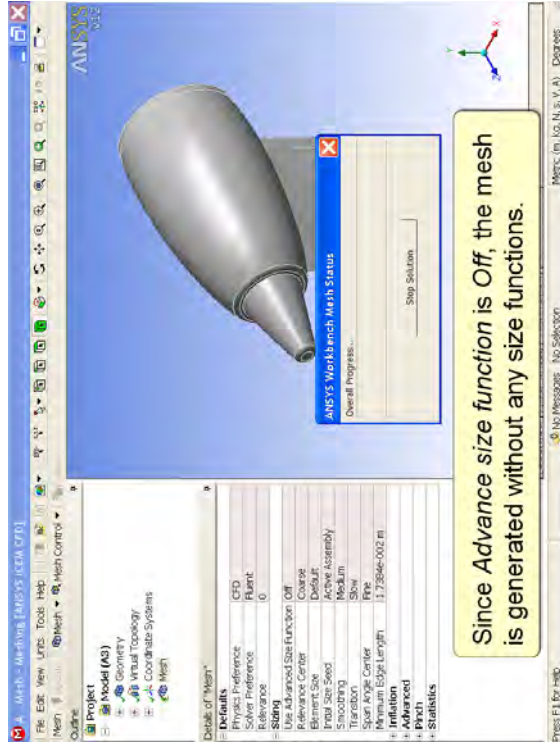 A : Mesh - Meshing [ANSYS ICEM CFD]
File Edit View Units Tools Help
Mesh Mesh Mesh Control
Outline
Project
Model (A3)
Geometry
Virtual Topology
Coordinate Systems
Mesh
Details of "Mesh"
Defaults
Physics Preference CFD
Solver Preference Fluent
Relevance 0
Sizing
Use Advanced Size Function Off
Relevance Center Coarse
Element Size Default
Initial Size Seed Active Assembly
Smoothing Medium
Transition Slow
Span Angle Center Fine
Minimum Edge Length 1.7384e-002 m
Inflation
Advanced
Pinch
Statistics
ANSYS
v12
ANSYS Workbench Mesh Status
Overall Progress...
Stop Solution
Y
X
Z
Since Advance size function is Off, the mesh
is generated without any size functions.
F1 for Help
No Messages No Selection Metric (m, kg, N, s, V, A) Degrees